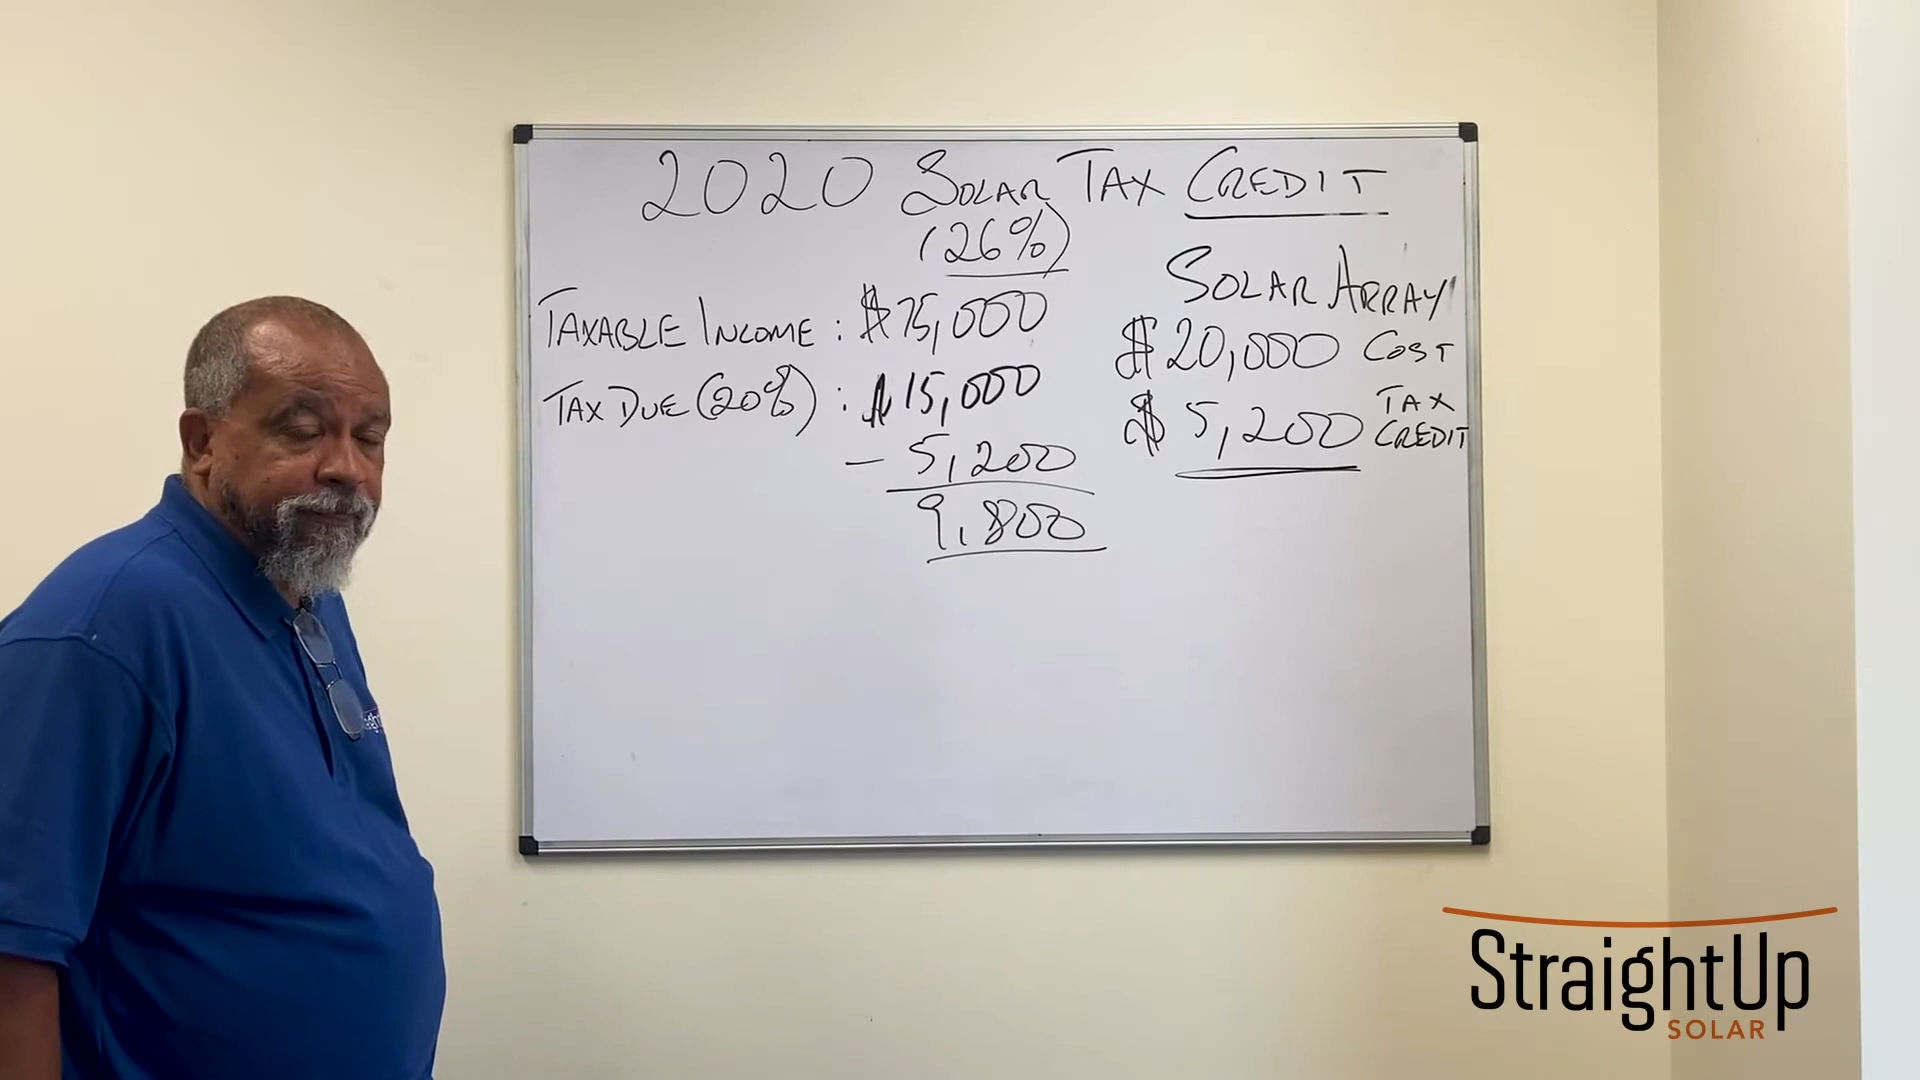 2020 SOLAR TAX CREDIT
(26%)
TAXABLE INCOME : $75,000
TAX DUE (20%) : $15,000
- 5,200
9,800
SOLAR ARRAY
$20,000 COST
$5,200 TAX CREDIT
StraightUp
SOLAR